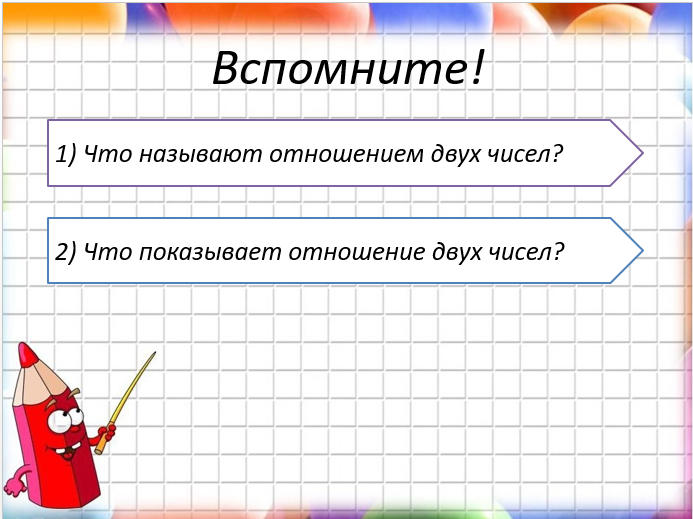 Вспомните!
1) Что называют отношением двух чисел?
2) Что показывает отношение двух чисел?